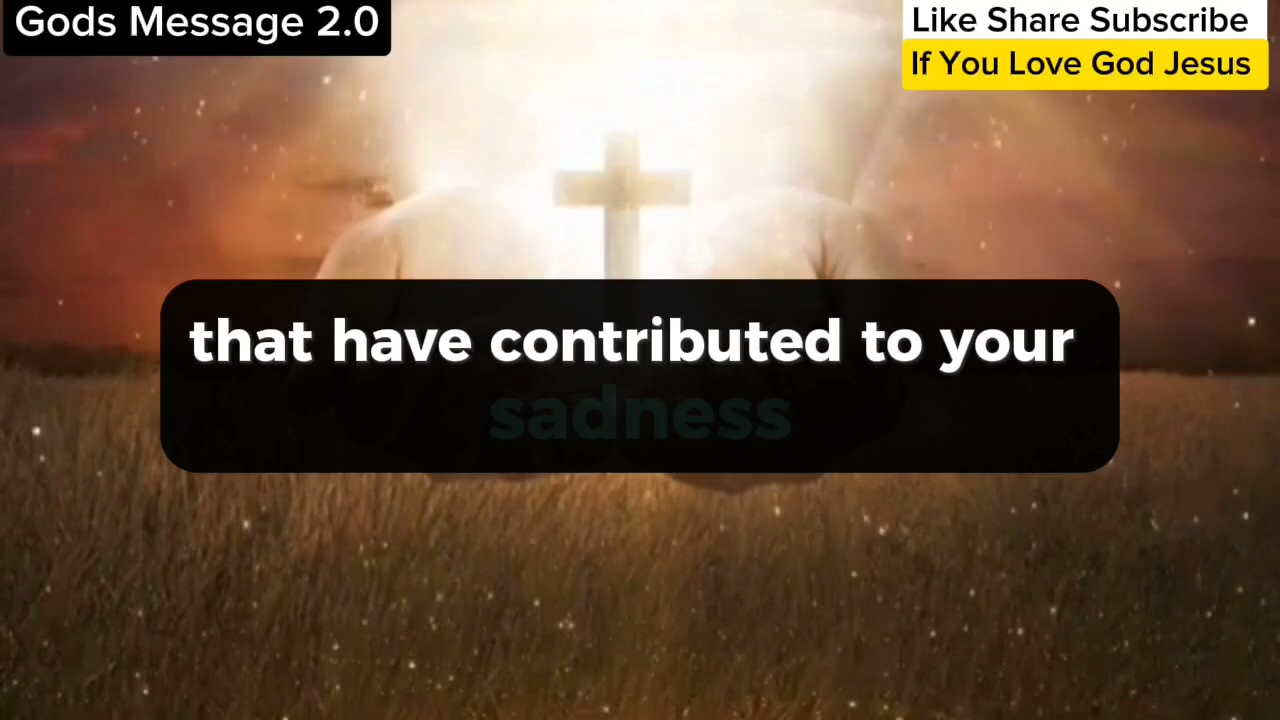 Gods Message 2.0
Like Share Subscribe
If You Love God Jesus
that have contributed to your
sadness